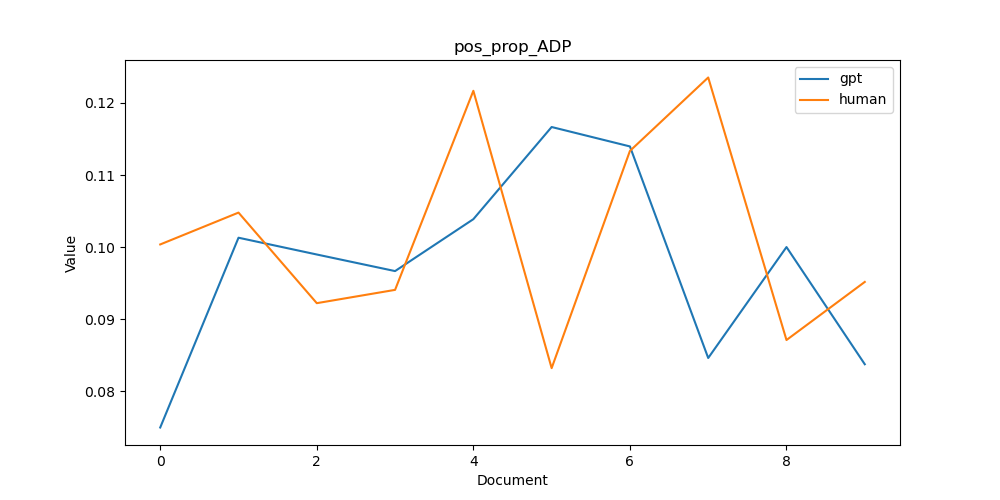 pos_prop_ADP
gpt
human
0.12
0.11
0.10
0.09
0.08
Value
0 2 4 6 8
Document